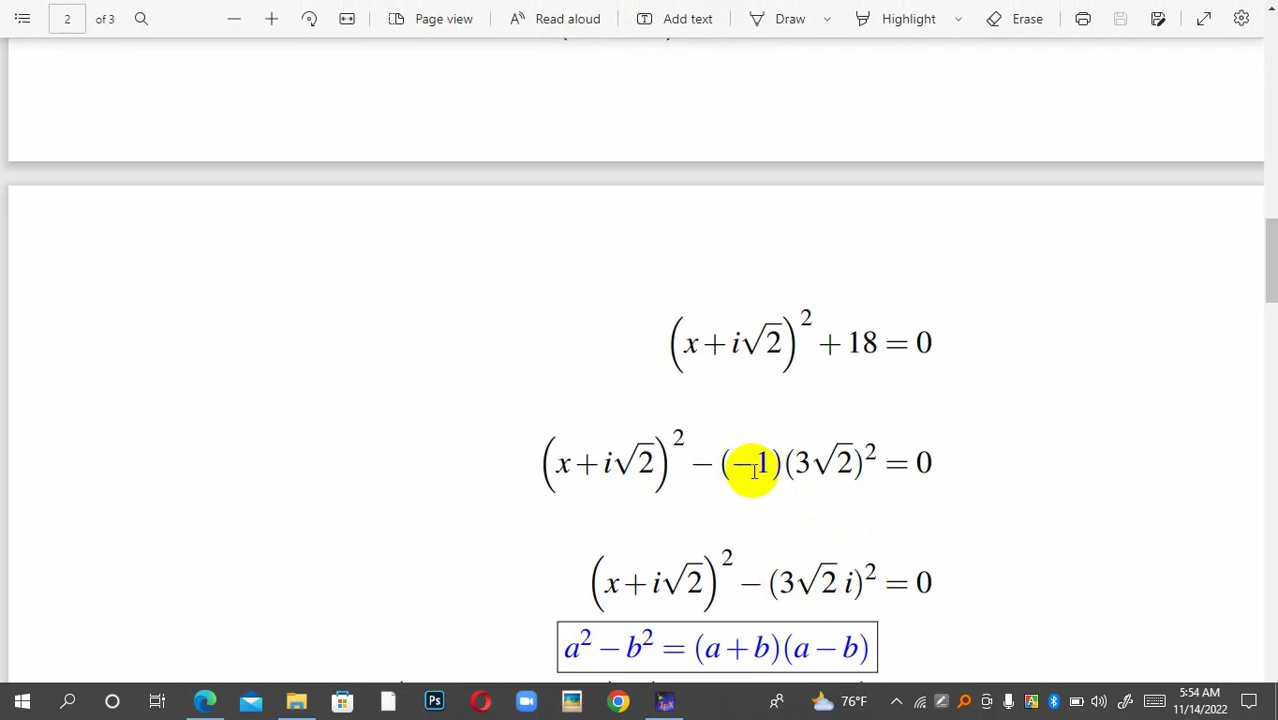 2 of 3 Page view Read aloud Add text Draw Highlight Erase
(x + i√2)² + 18 = 0
(x + i√2)² − (−1)(3√2)² = 0
(x + i√2)² − (3√2 i)² = 0
a² − b² = (a + b)(a − b)
Ps TEX 76°F A 5:54 AM
11/14/2022